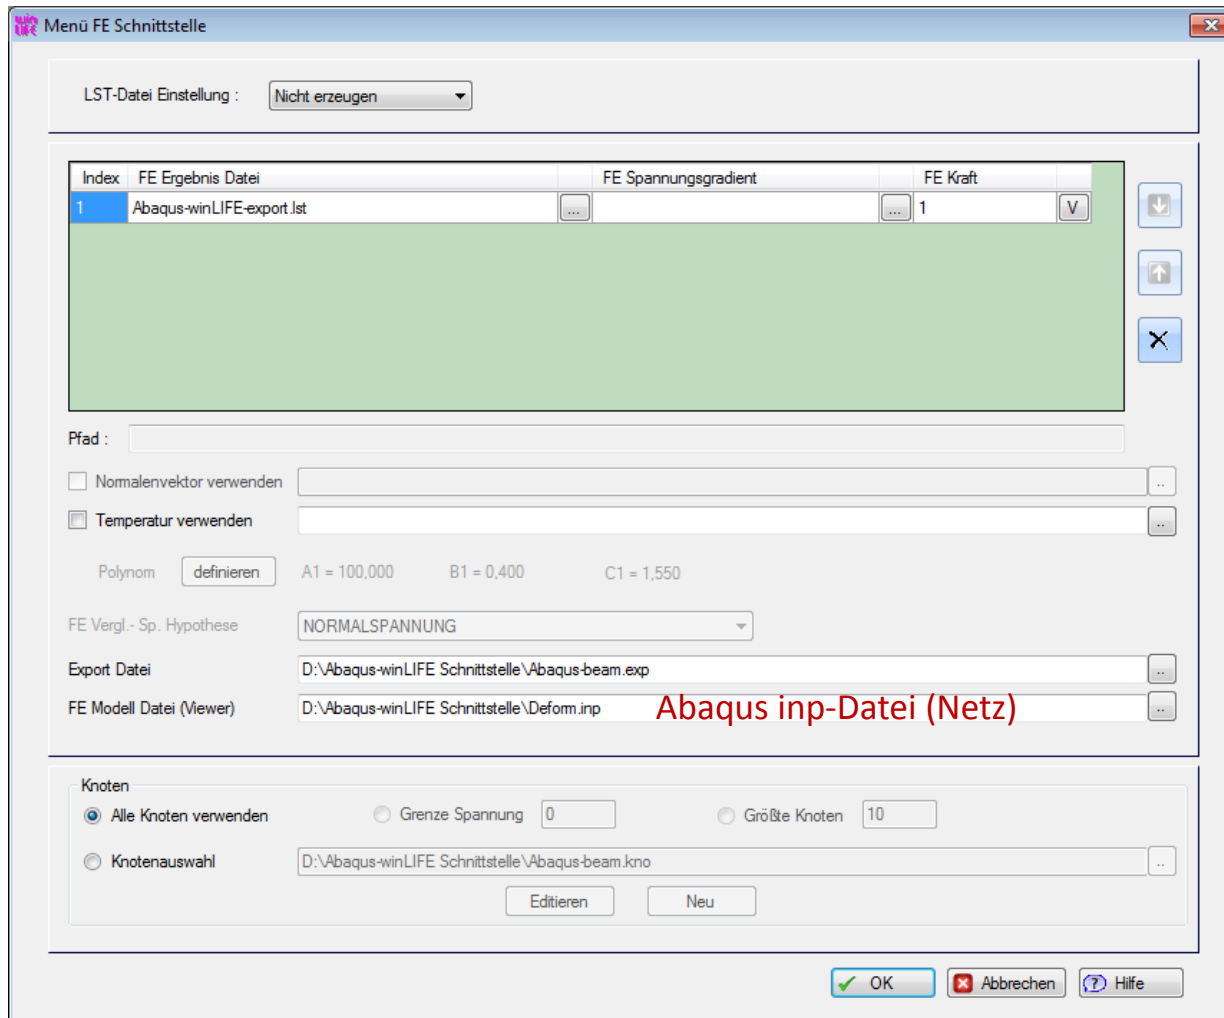 win LIFE Menü FE Schnittstelle
LST-Datei Einstellung : Nicht erzeugen
Index FE Ergebnis Datei FE Spannungsgradient FE Kraft
1 Abaqus-winLIFE-export.lst ... ... 1 V
Pfad :
Normalenvektor verwenden ..
Temperatur verwenden ..
Polynom definieren A1 = 100,000 B1 = 0,400 C1 = 1,550
FE Vergl.- Sp. Hypothese NORMALSPANNUNG
Export Datei D:\Abaqus-winLIFE Schnittstelle\Abaqus-beam.exp ..
FE Modell Datei (Viewer) D:\Abaqus-winLIFE Schnittstelle\Deform.inp Abaqus inp-Datei (Netz) ..
Knoten
Alle Knoten verwenden Grenze Spannung 0 Größte Knoten 10
Knotenauswahl D:\Abaqus-winLIFE Schnittstelle\Abaqus-beam.kno ..
Editieren Neu
OK Abbrechen Hilfe